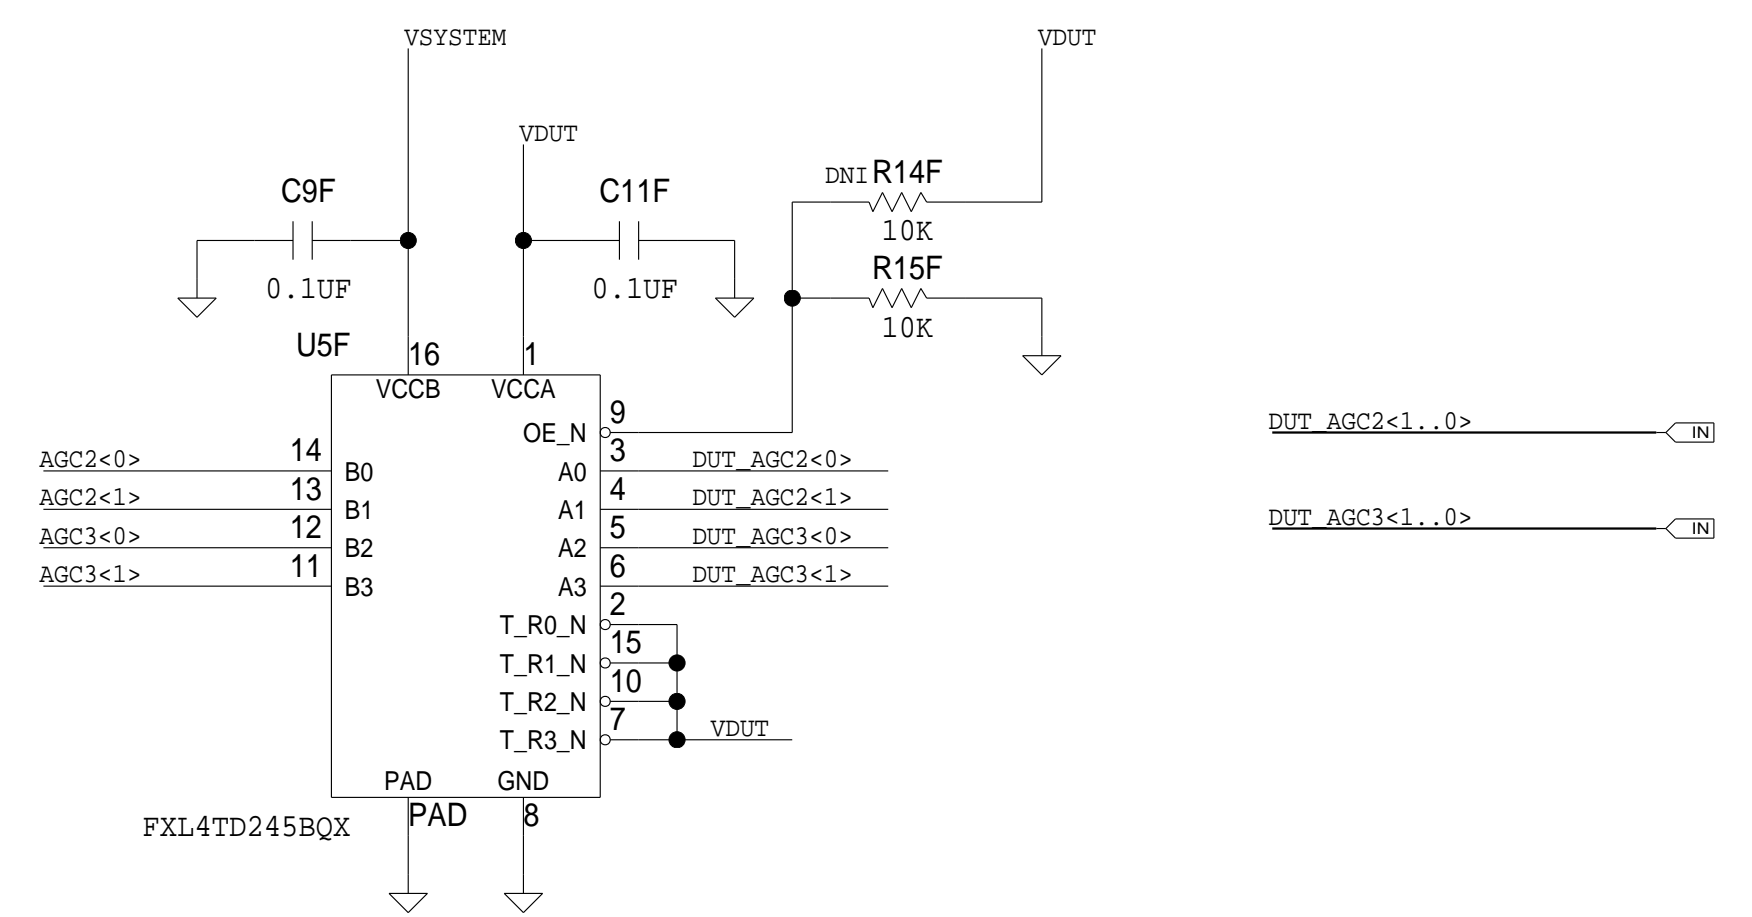 VSYSTEM
VDUT
VDUT
DNI R14F
10K
C9F
C11F
0.1UF
0.1UF
R15F
10K
U5F
16
1
VCCB
VCCA
OE_N
9
AGC2<0>
14
B0
A0
3
DUT_AGC2<0>
AGC2<1>
13
B1
A1
4
DUT_AGC2<1>
AGC3<0>
12
B2
A2
5
DUT_AGC3<0>
AGC3<1>
11
B3
A3
6
DUT_AGC3<1>
T_R0_N
2
T_R1_N
15
T_R2_N
10
T_R3_N
7
VDUT
PAD
GND
PAD
8
FXL4TD245BQX
DUT_AGC2<1..0>
IN
DUT_AGC3<1..0>
IN